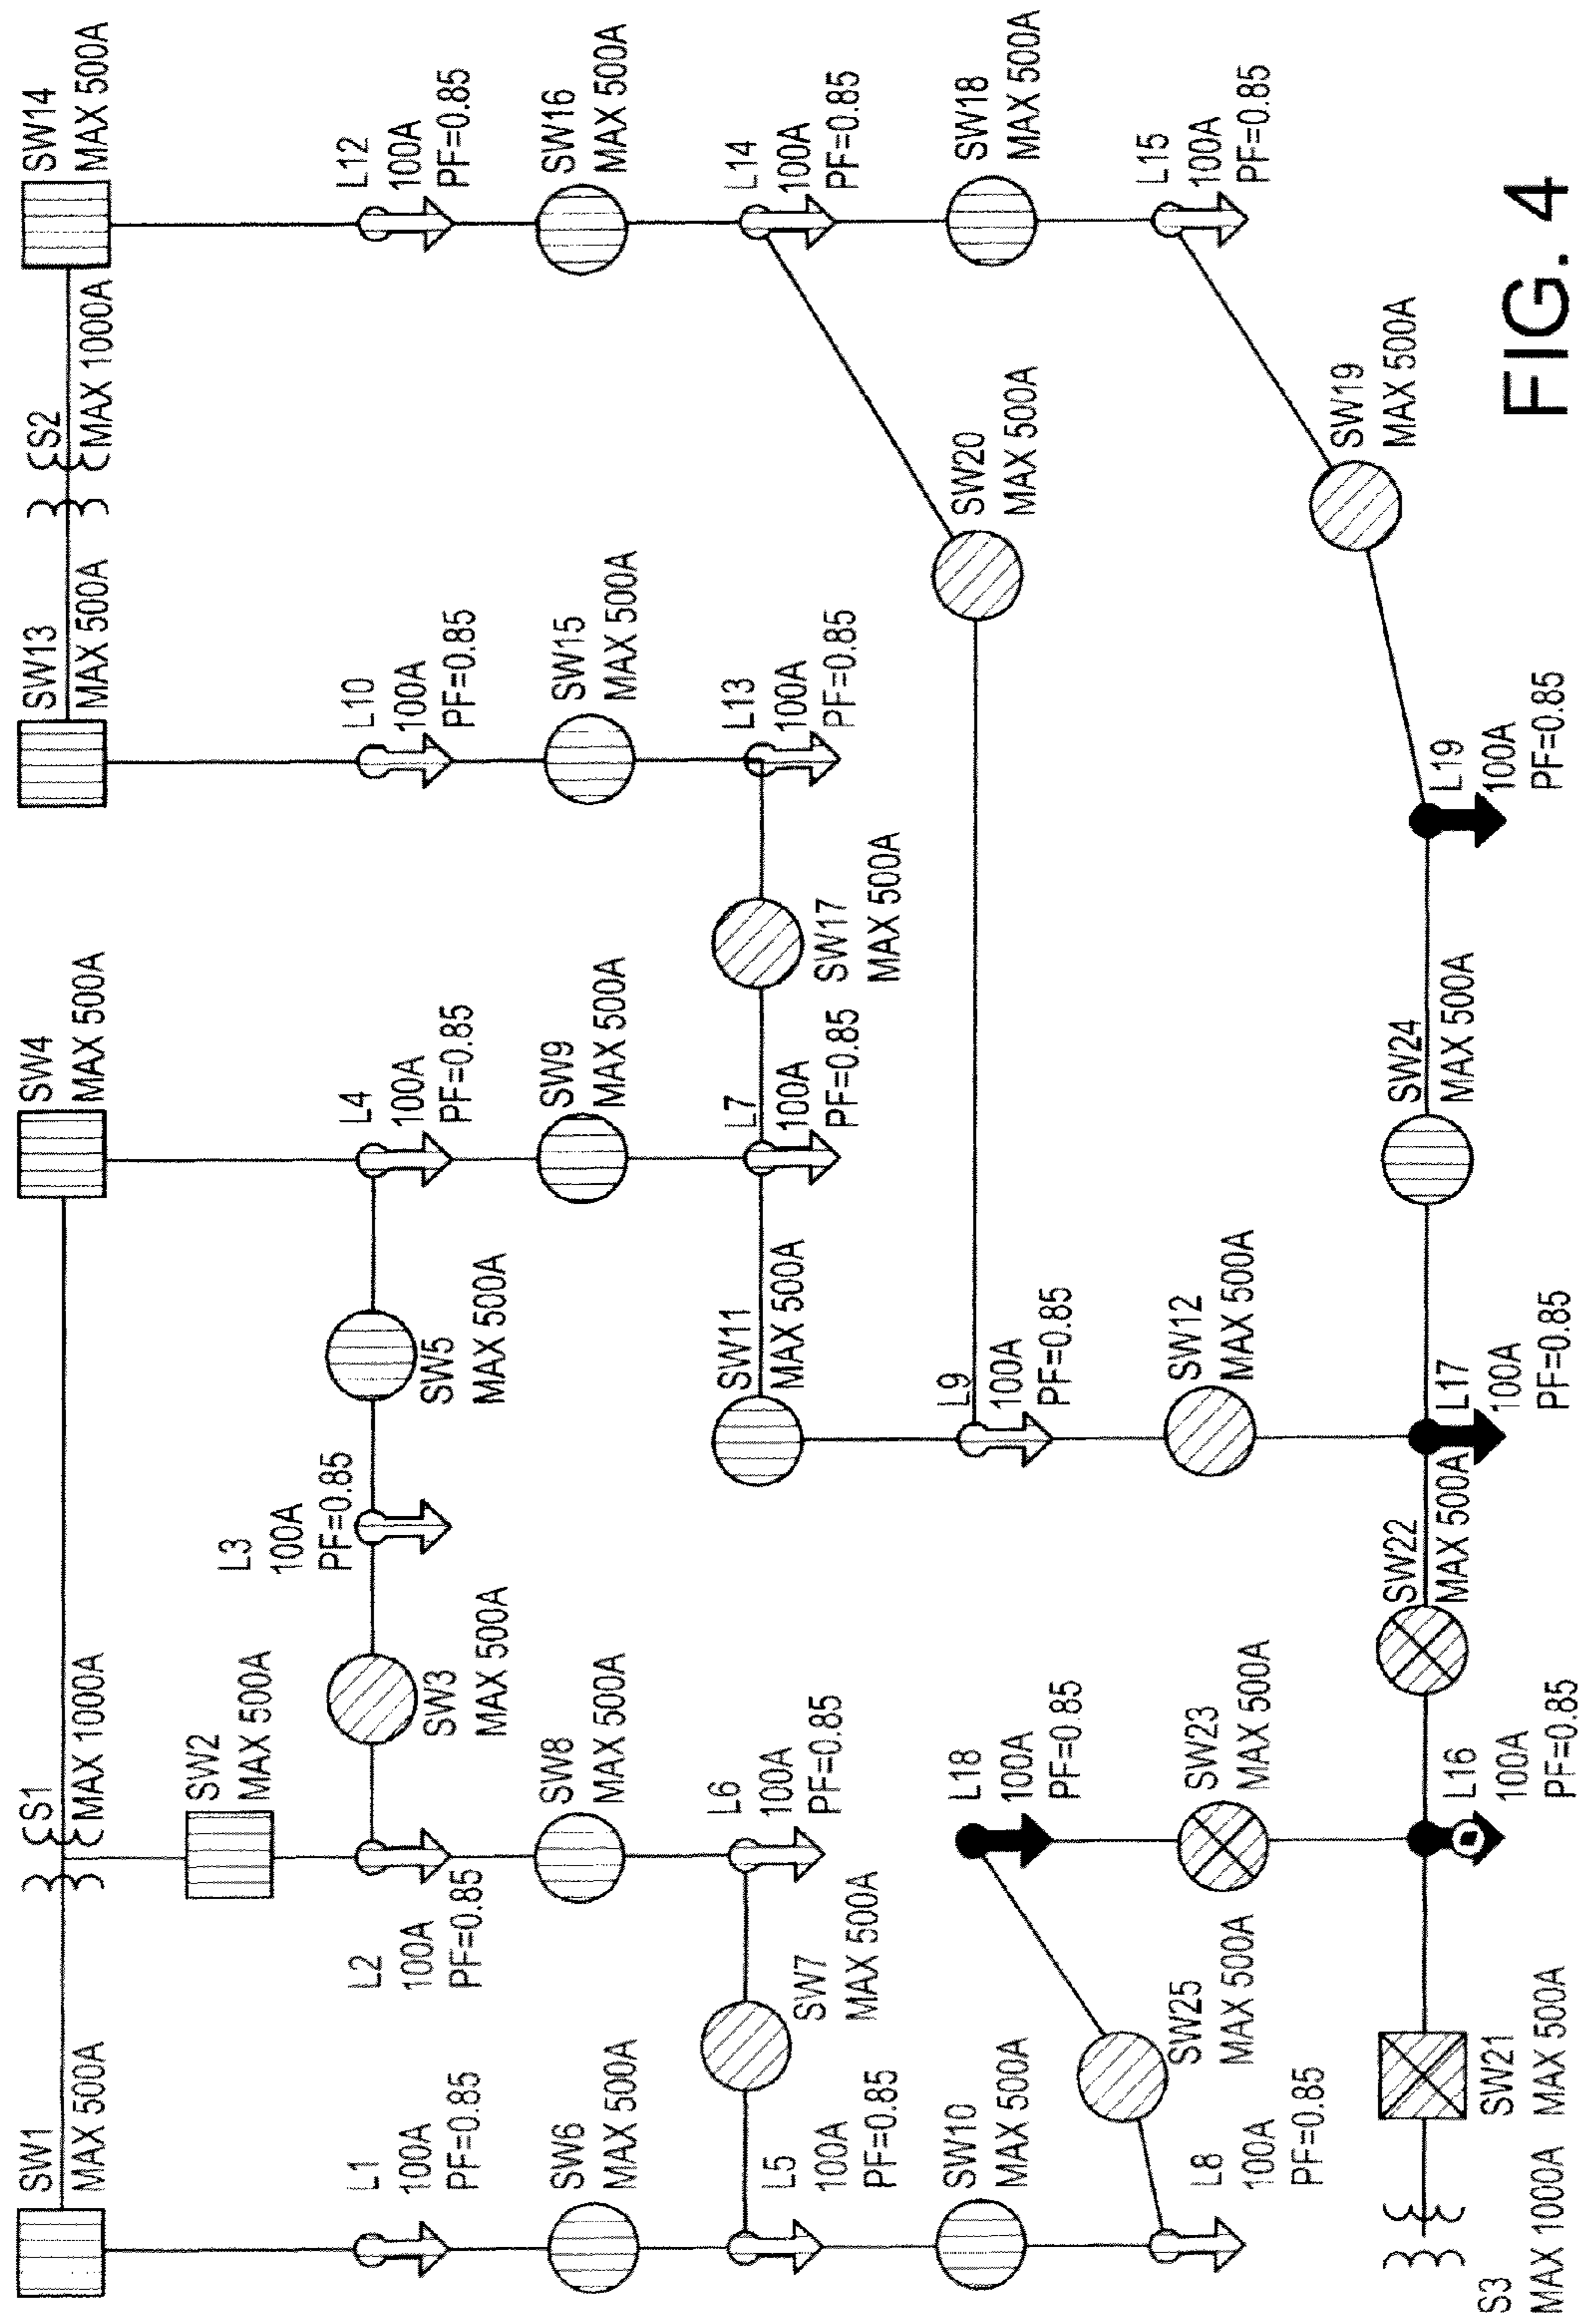 SW1
MAX 500A
S1
MAX 1000A
SW4
MAX 500A
SW13
MAX 500A
S2
MAX 1000A
SW14
MAX 500A
SW2
MAX 500A
L1
100A
PF=0.85
L2
100A
PF=0.85
SW3
MAX 500A
L3
100A
PF=0.85
SW5
MAX 500A
L4
100A
PF=0.85
L10
100A
PF=0.85
L12
100A
PF=0.85
SW6
MAX 500A
SW8
MAX 500A
SW9
MAX 500A
SW15
MAX 500A
SW16
MAX 500A
L5
100A
PF=0.85
SW7
MAX 500A
L6
100A
PF=0.85
SW11
MAX 500A
L7
100A
PF=0.85
SW17
MAX 500A
L13
100A
PF=0.85
L14
100A
PF=0.85
SW10
MAX 500A
L18
100A
PF=0.85
L9
100A
PF=0.85
SW20
MAX 500A
SW18
MAX 500A
L8
100A
PF=0.85
SW25
MAX 500A
SW23
MAX 500A
SW12
MAX 500A
L15
100A
PF=0.85
SW19
MAX 500A
S3
MAX 1000A
SW21
MAX 500A
L16
100A
PF=0.85
SW22
MAX 500A
L17
100A
PF=0.85
SW24
MAX 500A
L19
100A
PF=0.85
FIG. 4